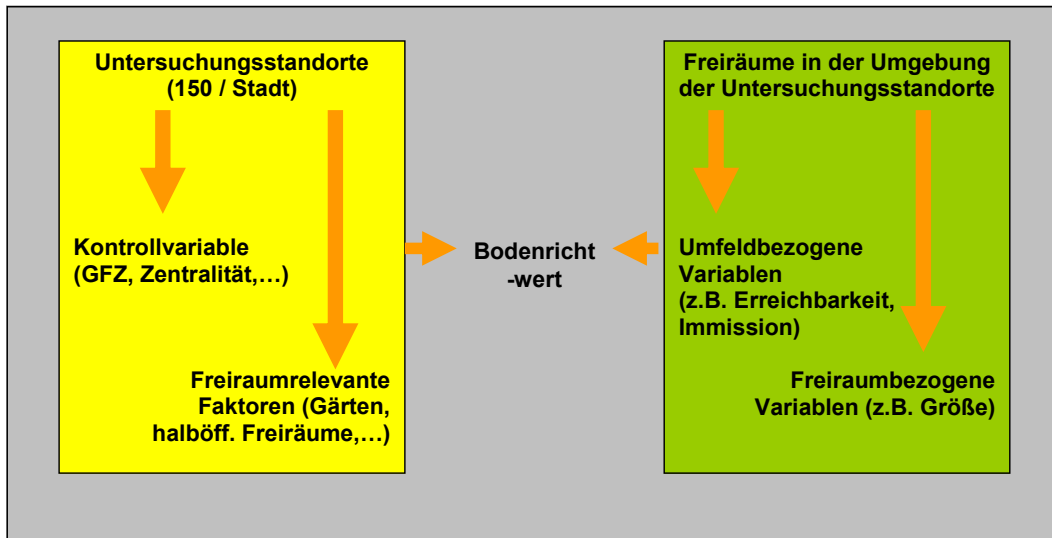 Untersuchungsstandorte
(150 / Stadt)
Kontrollvariable
(GFZ, Zentralität,…)
Freiraumrelevante
Faktoren (Gärten,
halböff. Freiräume,…)
Bodenricht
-wert
Freiräume in der Umgebung
der Untersuchungsstandorte
Umfeldbezogene
Variablen
(z.B. Erreichbarkeit,
Immission)
Freiraumbezogene
Variablen (z.B. Größe)